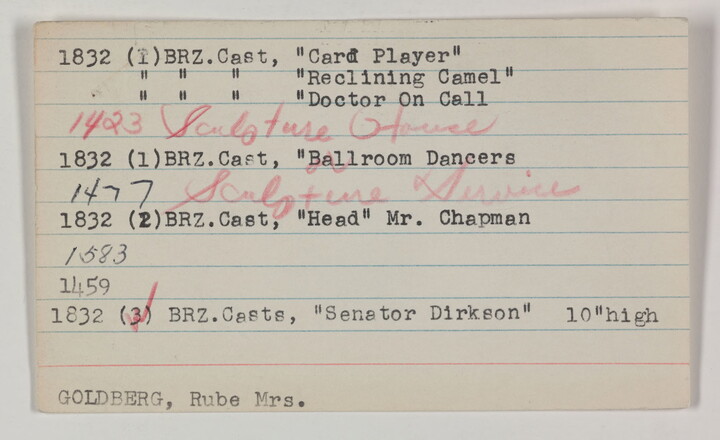 1832 (1)BRZ.Cast, "Card Player"
" " " "Reclining Camel"
" " " "Doctor On Call
1423 Sculpture House
1832 (1)BRZ.Cast, "Ballroom Dancers
or
1477 Sculpture Service
1832 (2)BRZ.Cast, "Head" Mr. Chapman
1583
1459
1832 (3) BRZ.Casts, "Senator Dirkson" 10"high
GOLDBERG, Rube Mrs.